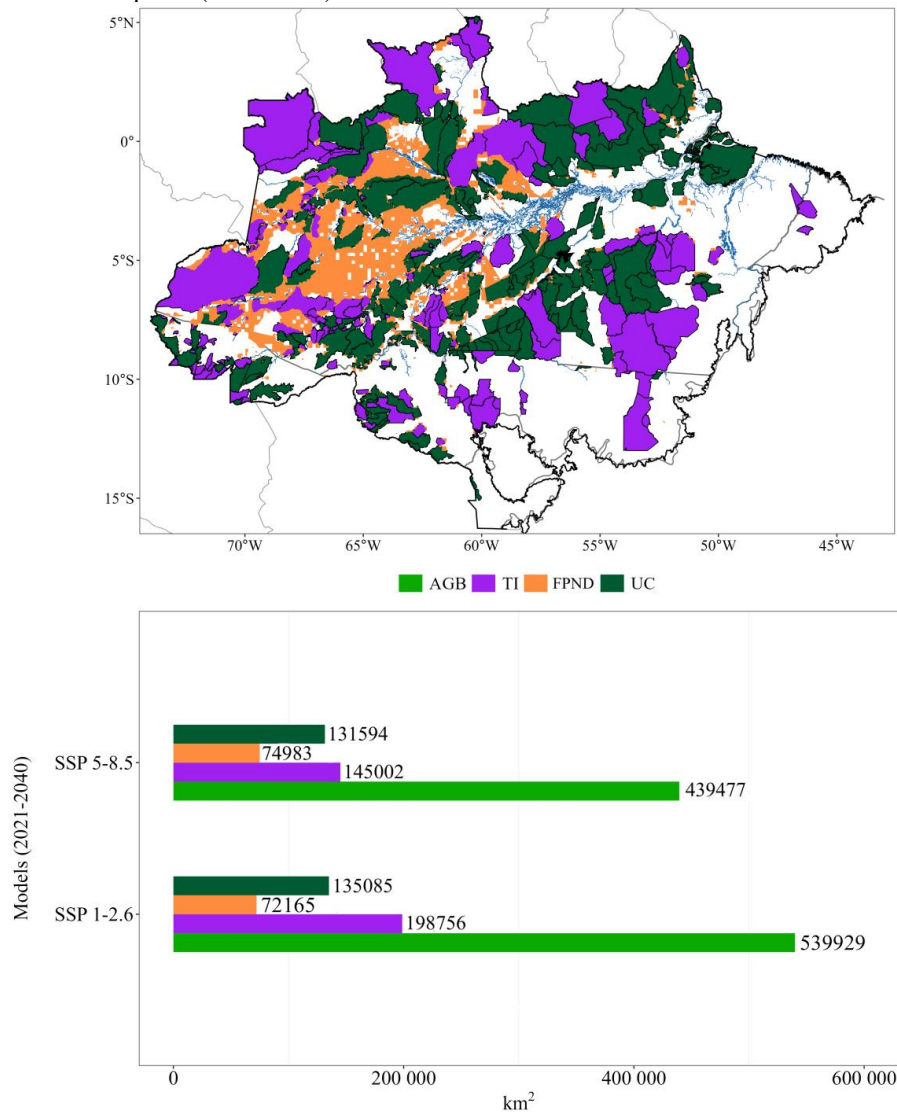 5°N
0°
5°S
10°S
15°S
70°W 65°W 60°W 55°W 50°W 45°W
AGB TI FPND UC
Models (2021-2040)
SSP 5-8.5
131594
74983
145002
439477
SSP 1-2.6
135085
72165
198756
539929
0 200 000 400 000 600 000
km²